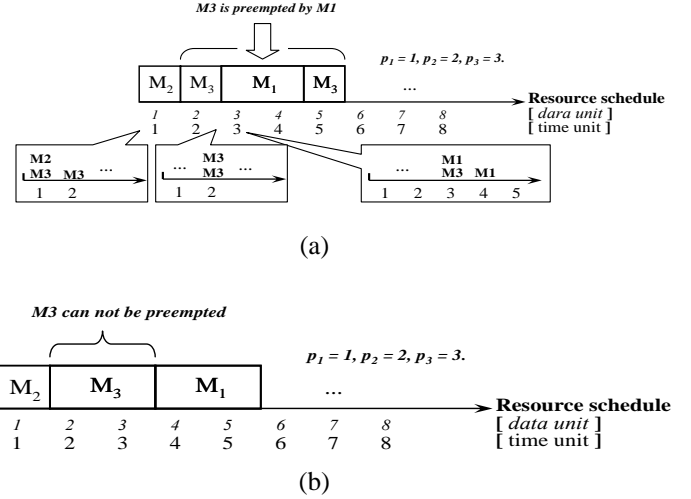 M3 is preempted by M1
p1 = 1, p2 = 2, p3 = 3.
M2 M3 M1 M3 ...
Resource schedule
1 2 3 4 5 6 7 8 [ dara unit ]
1 2 3 4 5 6 7 8 [ time unit ]
M2
M3 M3 ...
1 2
M3
... M3 ...
1 2
M1
... M3 M1
1 2 3 4 5
(a)
M3 can not be preempted
p1 = 1, p2 = 2, p3 = 3.
M2 M3 M1 ...
Resource schedule
1 2 3 4 5 6 7 8 [ data unit ]
1 2 3 4 5 6 7 8 [ time unit ]
(b)